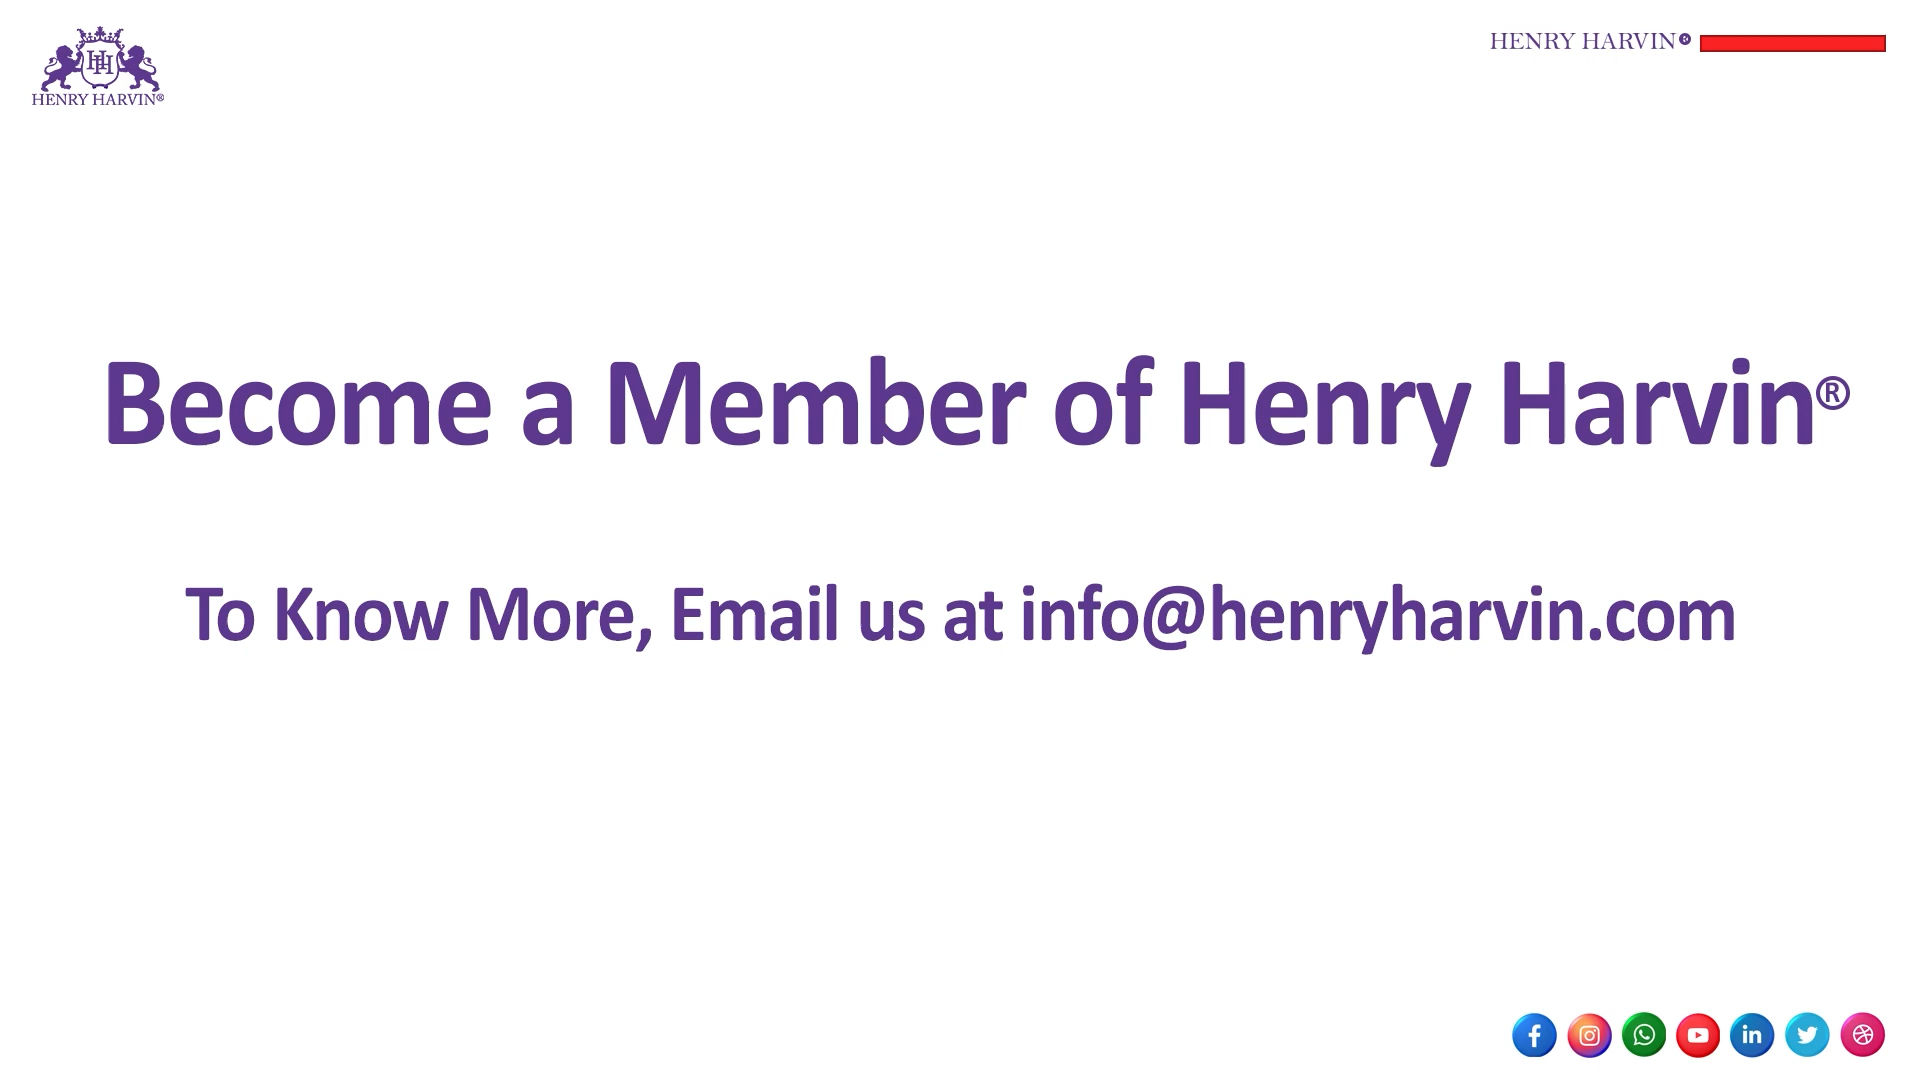 HENRY HARVIN®
HENRY HARVIN®
Become a Member of Henry Harvin®
To Know More, Email us at info@henryharvin.com